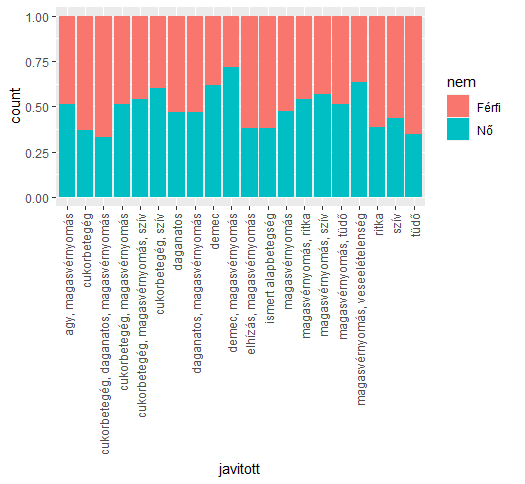 1.00
0.75
0.50
0.25
0.00
count
agy, magasvérnyomás
cukorbetegég
cukorbetegég, daganatos, magasvérnyomás
cukorbetegég, magasvérnyomás
cukorbetegég, magasvérnyomás, szív
cukorbetegég, szív
daganatos
daganatos, magasvérnyomás
demec
demec, magasvérnyomás
elhízás, magasvérnyomás
ismert alapbetegség
magasvérnyomás
magasvérnyomás, ritka
magasvérnyomás, szív
magasvérnyomás, tüdő
magasvérnyomás, veseelételenség
ritka
szív
tüdő
javitott
nem
Férfi
Nő